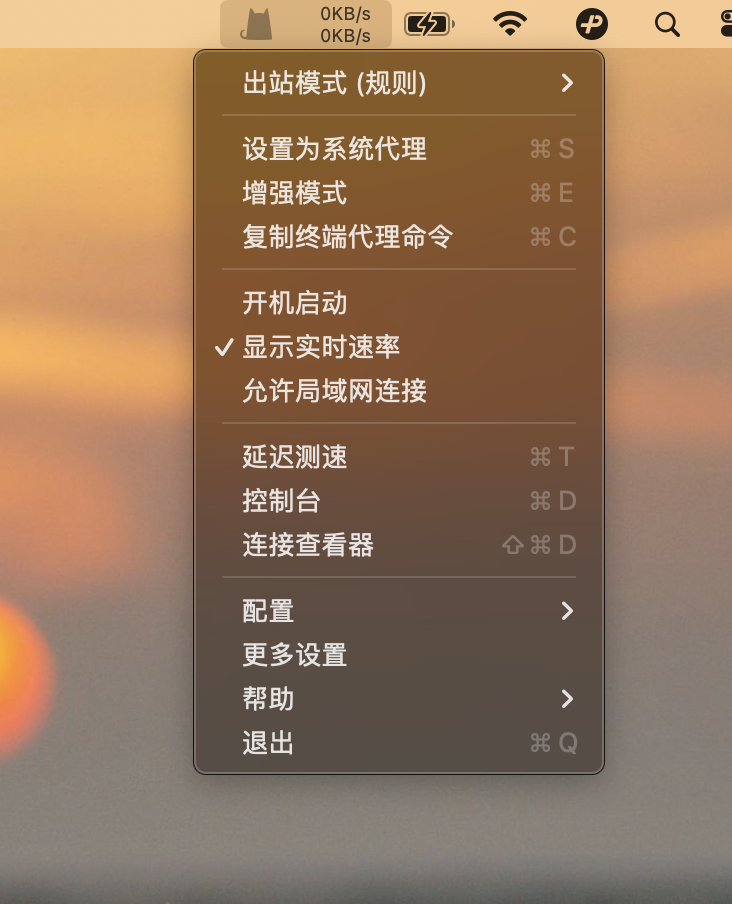 0KB/s
0KB/s
出站模式 (规则)
设置为系统代理 ⌘ S
增强模式 ⌘ E
复制终端代理命令 ⌘ C
开机启动
✓ 显示实时速率
允许局域网连接
延迟测速 ⌘ T
控制台 ⌘ D
连接查看器 ⇧ ⌘ D
配置
更多设置
帮助
退出 ⌘ Q